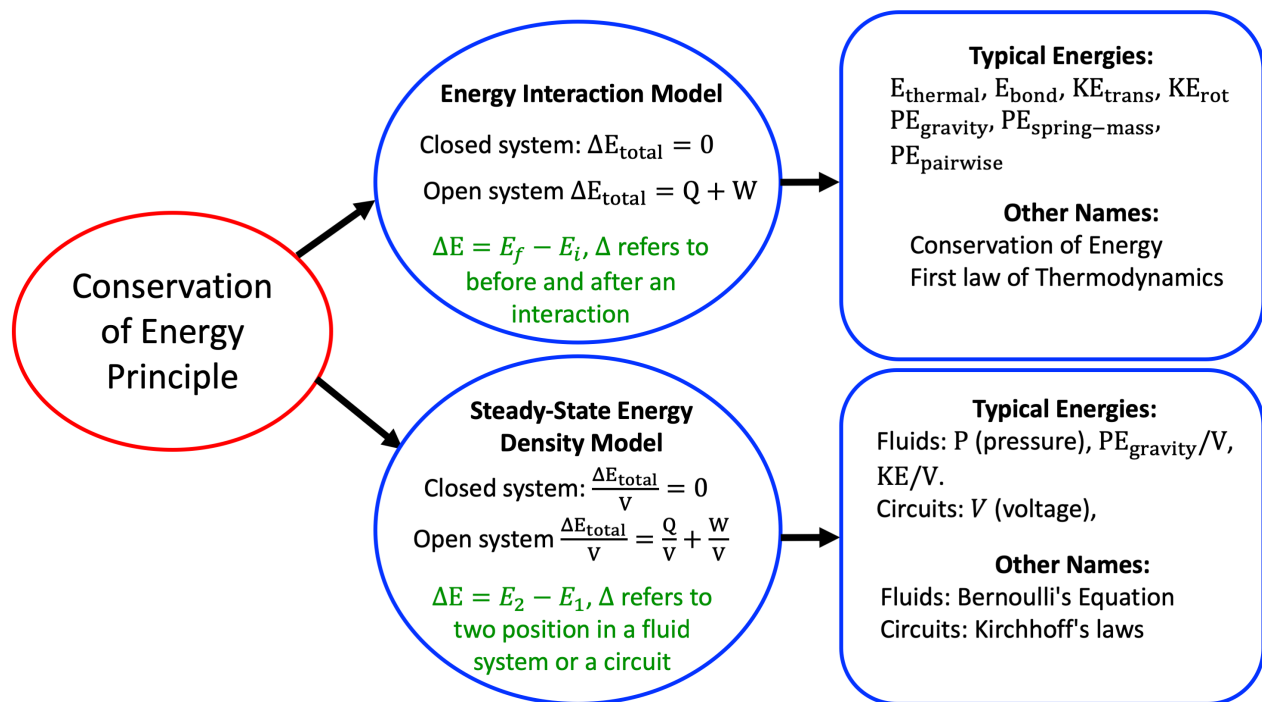 Conservation
of Energy
Principle
Energy Interaction Model
Closed system: ΔE_total = 0
Open system ΔE_total = Q + W
ΔE = E_f − E_i, Δ refers to
before and after an
interaction
Typical Energies:
E_thermal, E_bond, KE_trans, KE_rot
PE_gravity, PE_spring−mass,
PE_pairwise
Other Names:
Conservation of Energy
First law of Thermodynamics
Steady-State Energy
Density Model
Closed system: ΔE_total/V = 0
Open system ΔE_total/V = Q/V + W/V
ΔE = E_2 − E_1, Δ refers to
two position in a fluid
system or a circuit
Typical Energies:
Fluids: P (pressure), PE_gravity/V,
KE/V.
Circuits: V (voltage),
Other Names:
Fluids: Bernoulli's Equation
Circuits: Kirchhoff's laws